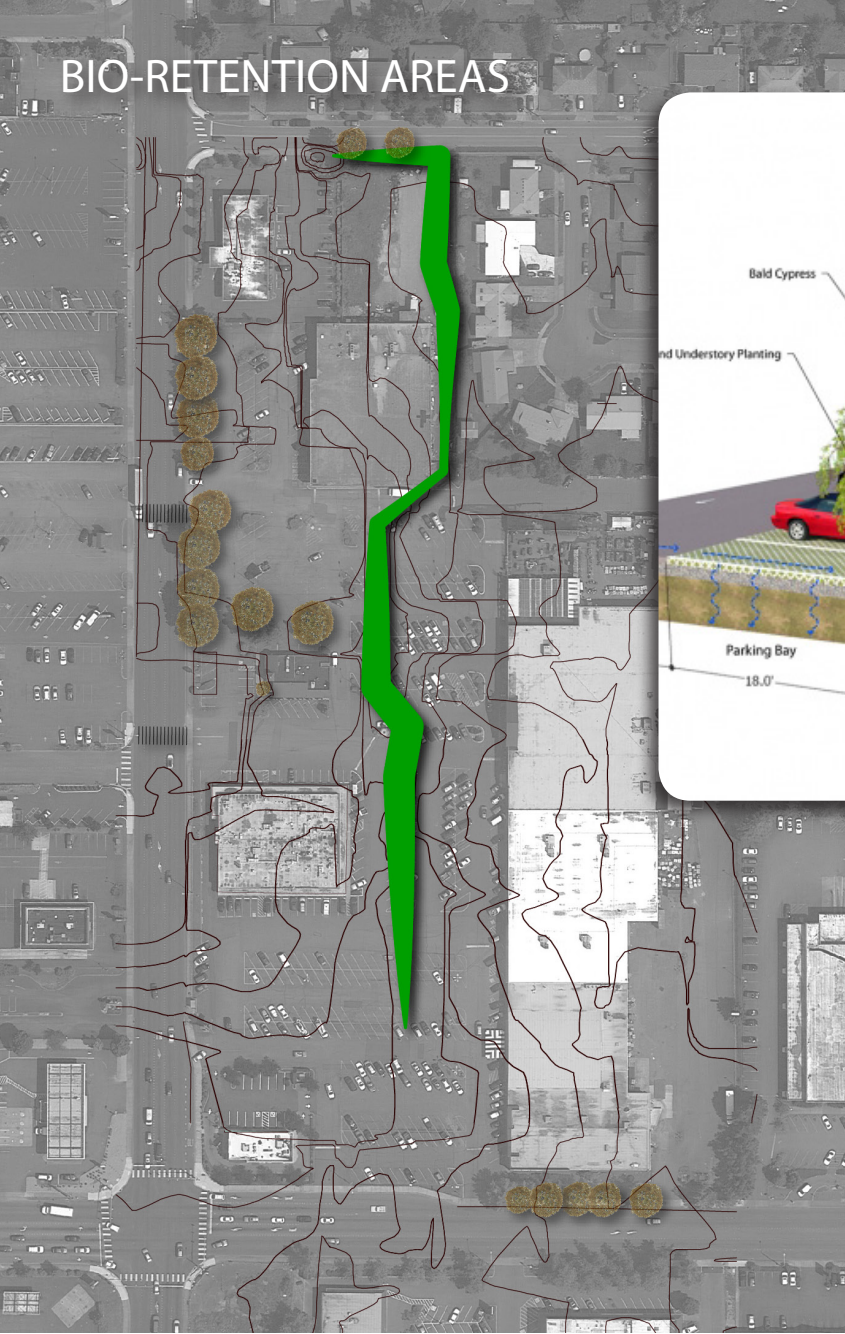 BIO-RETENTION AREAS
Bald Cypress
nd Understory Planting
Parking Bay
18.0'